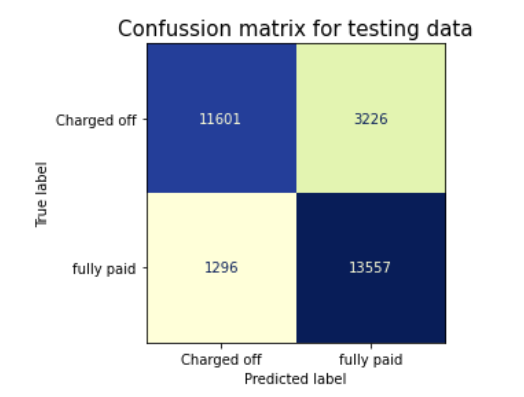 Confussion matrix for testing data
Charged off
11601
3226
True label
fully paid
1296
13557
Charged off
fully paid
Predicted label